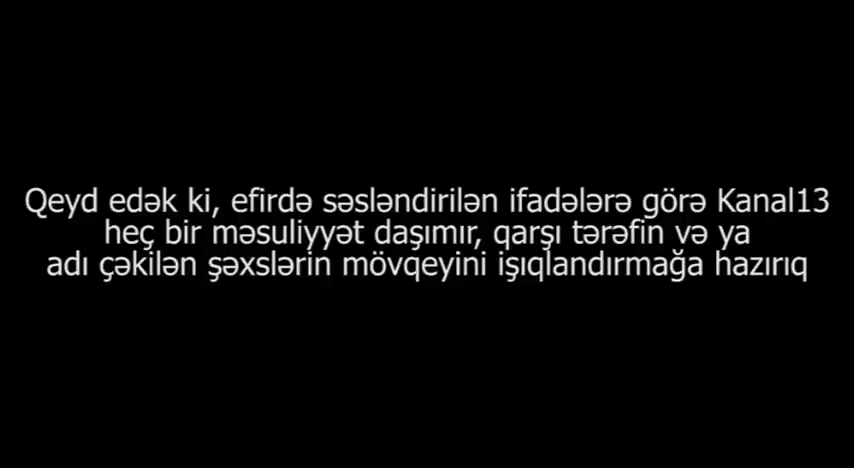 Qeyd edək ki, efirdə səsləndirilən ifadələrə görə Kanal13
heç bir məsuliyyət daşımır, qarşı tərəfin və ya
adı çəkilən şəxslərin mövqeyini işıqlandırmağa hazırıq